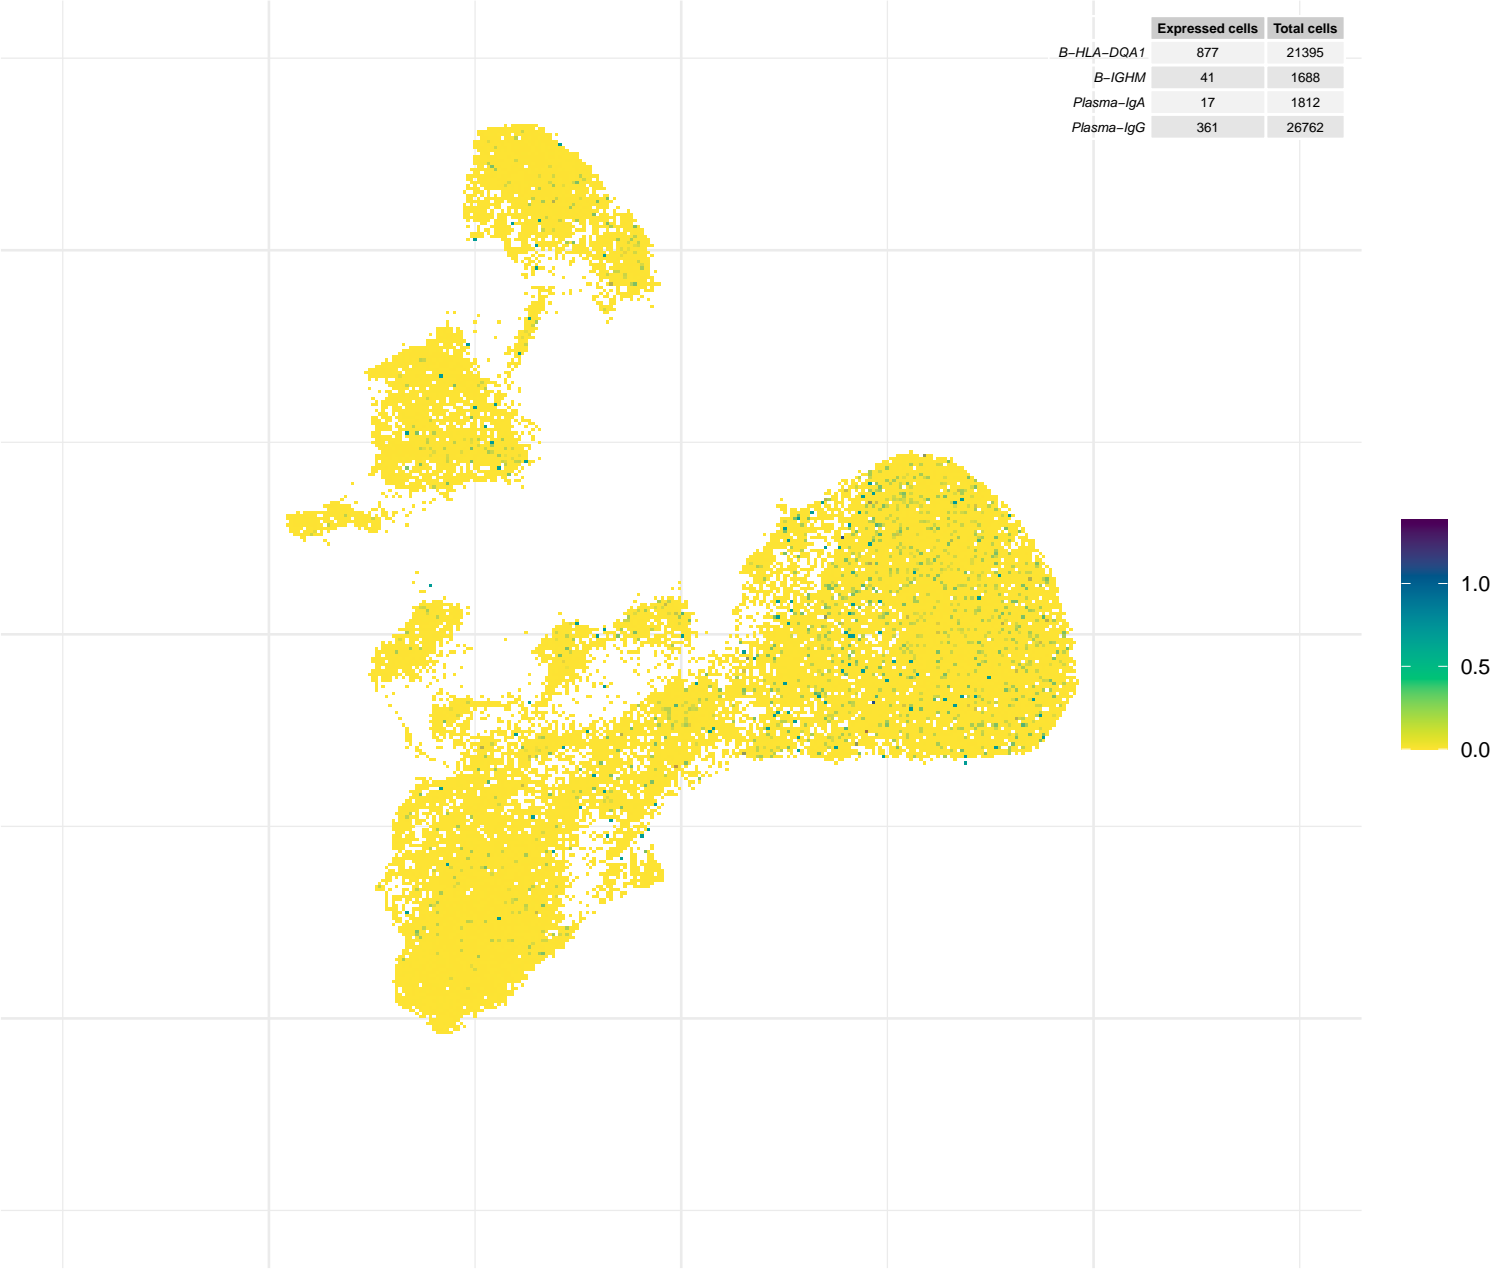 Expressed cells Total cells
B−HLA−DQA1 877 21395
B−IGHM 41 1688
Plasma−IgA 17 1812
Plasma−IgG 361 26762
1.0
0.5
0.0